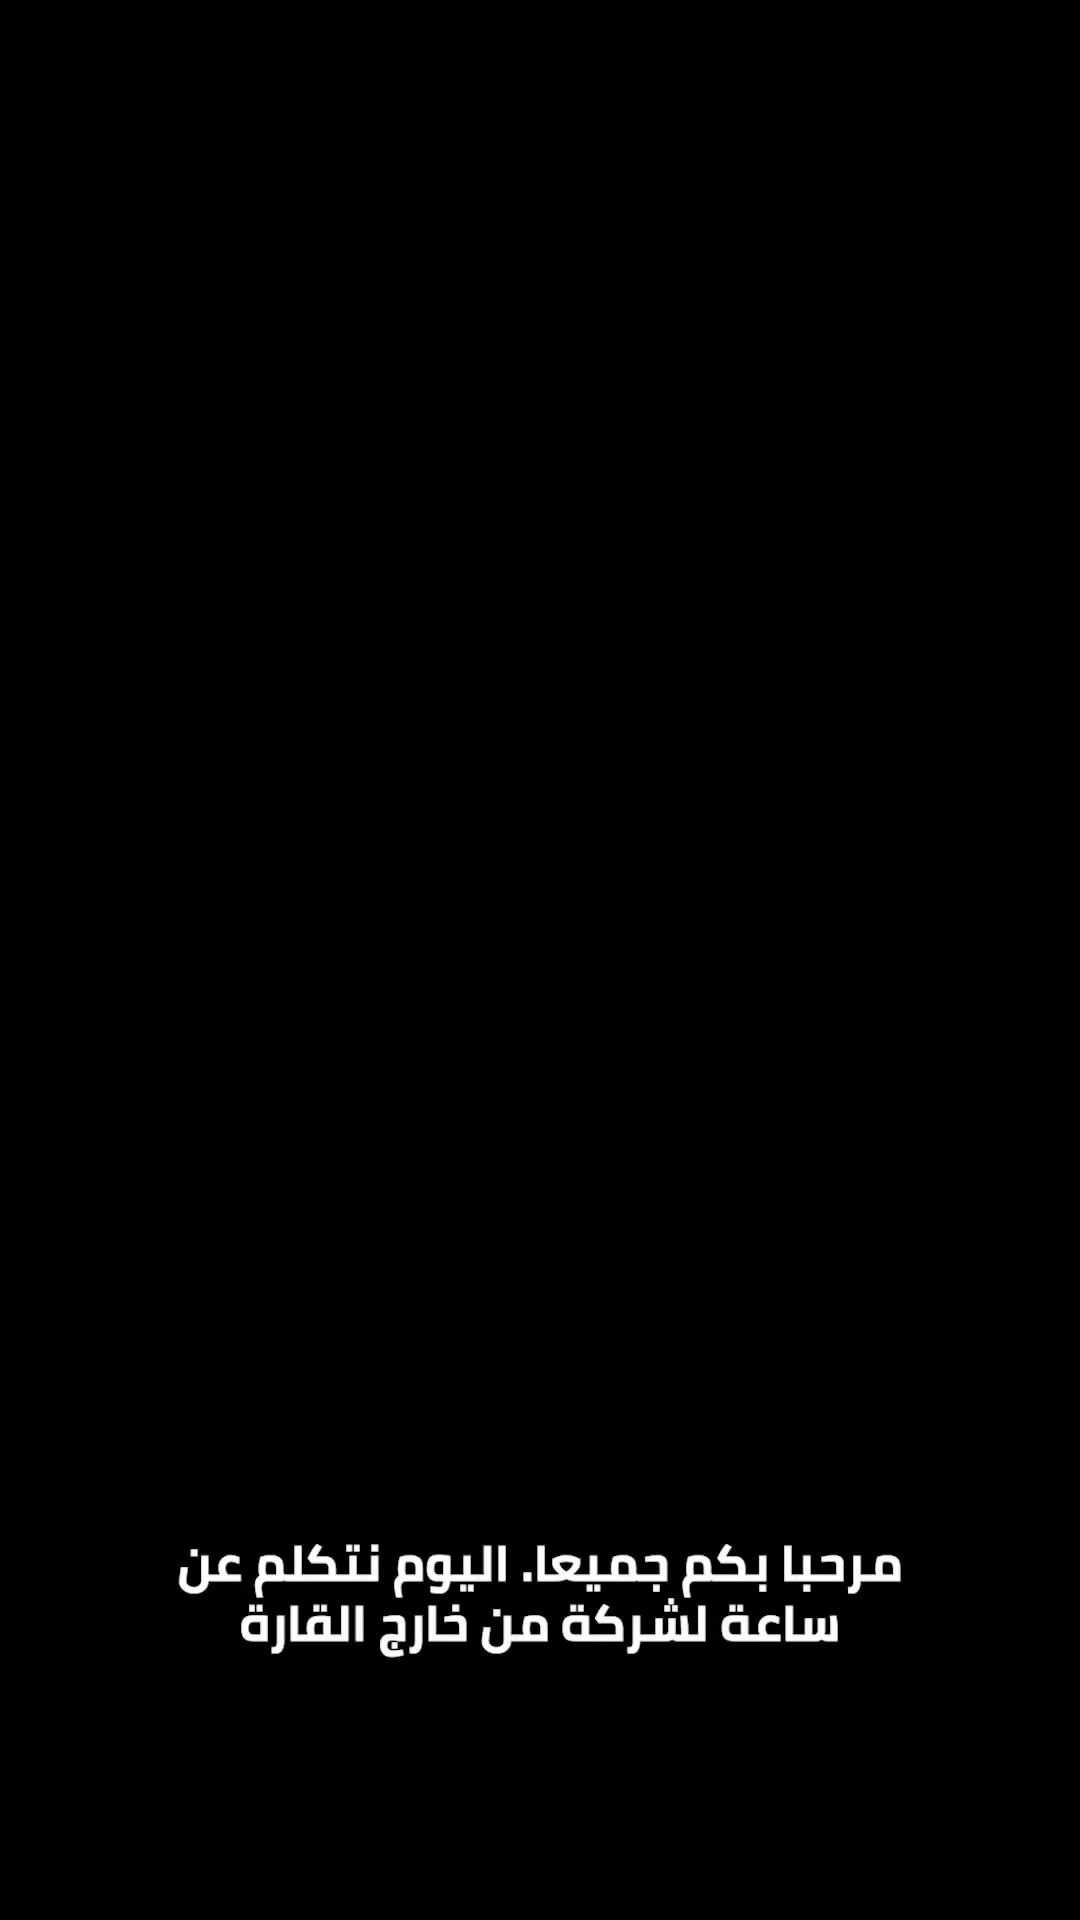 مرحبا بكم جميعا. اليوم نتكلم عن
ساعة لشركة من خارج القارة